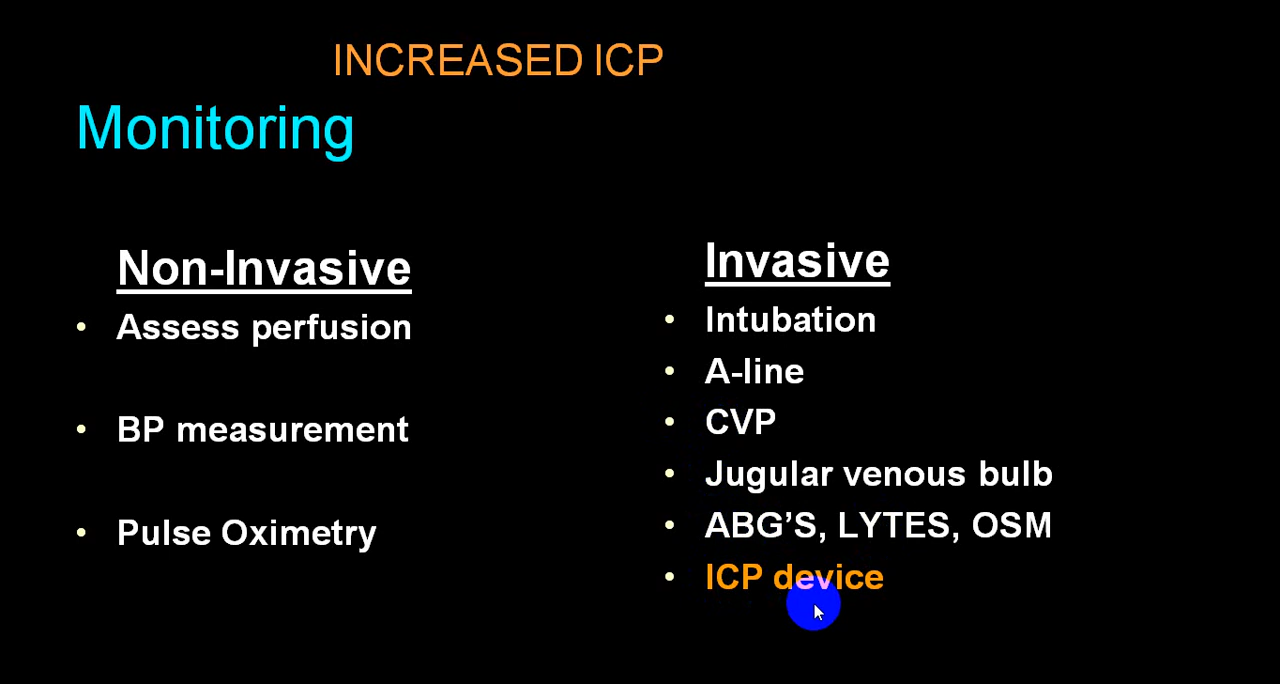 INCREASED ICP
Monitoring
Non-Invasive
• Assess perfusion
• BP measurement
• Pulse Oximetry
Invasive
• Intubation
• A-line
• CVP
• Jugular venous bulb
• ABG’S, LYTES, OSM
• ICP device